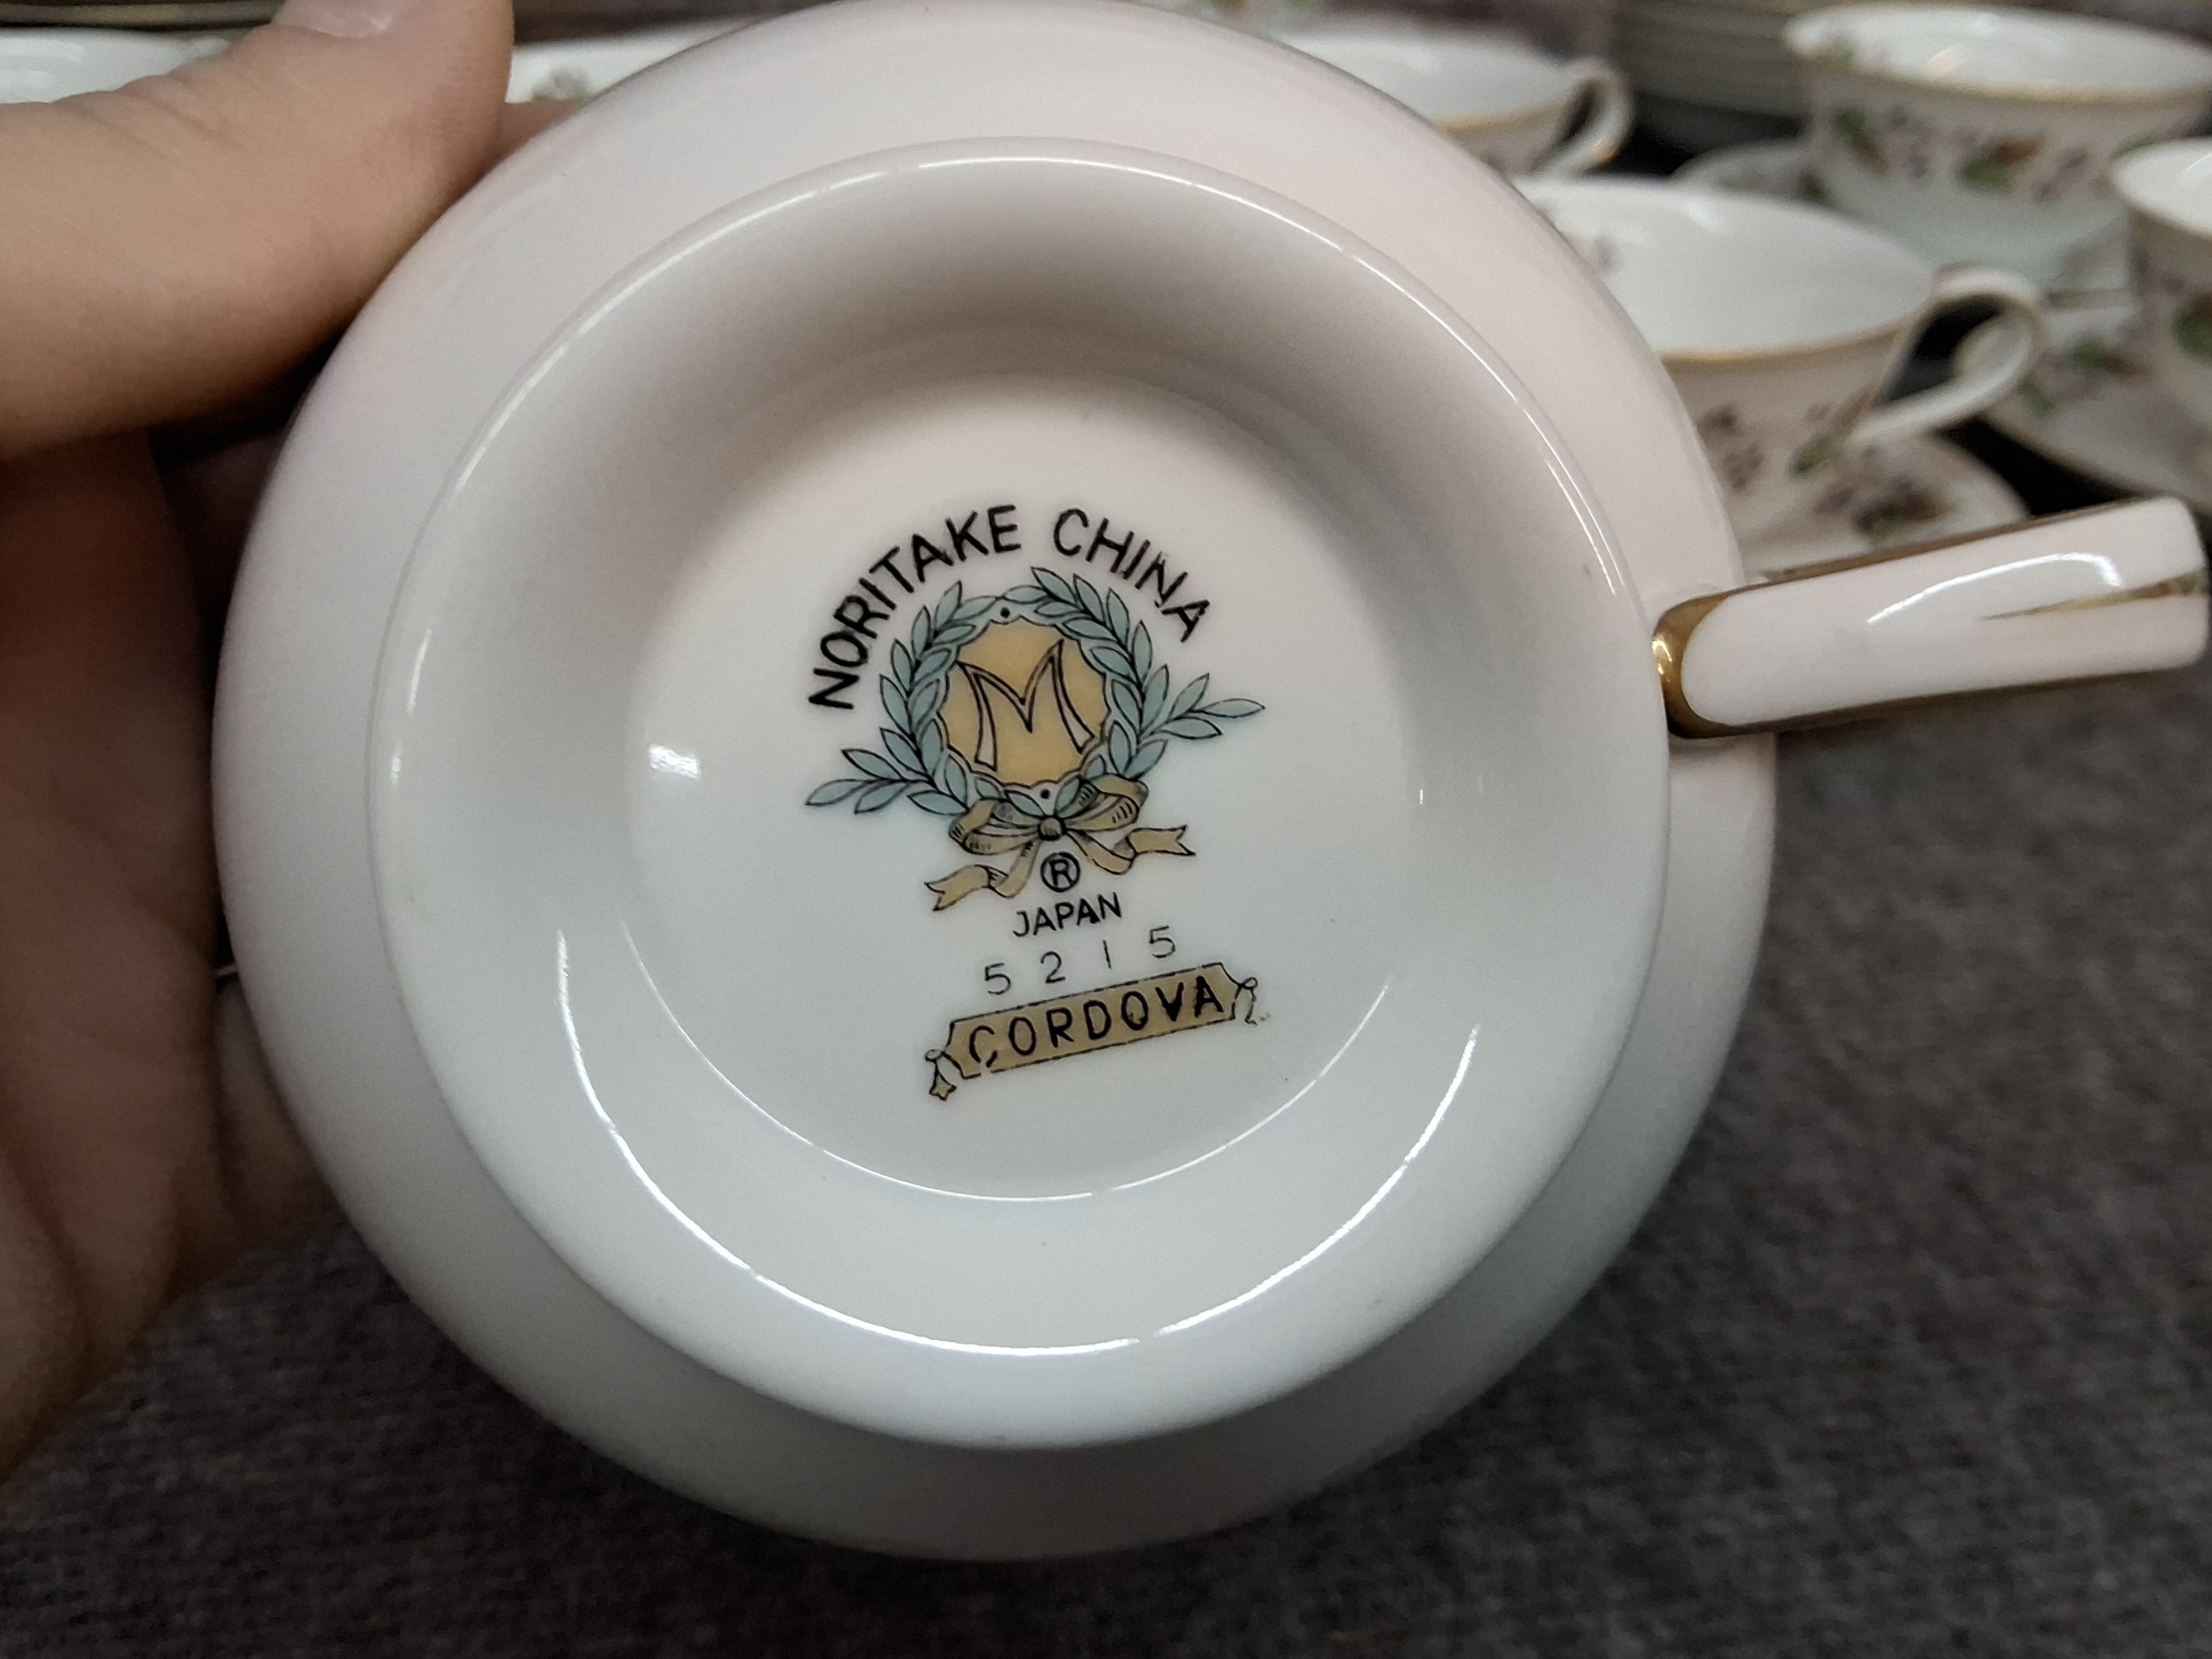 NORITAKE CHINA
M
®
JAPAN
5215
CORDOVA